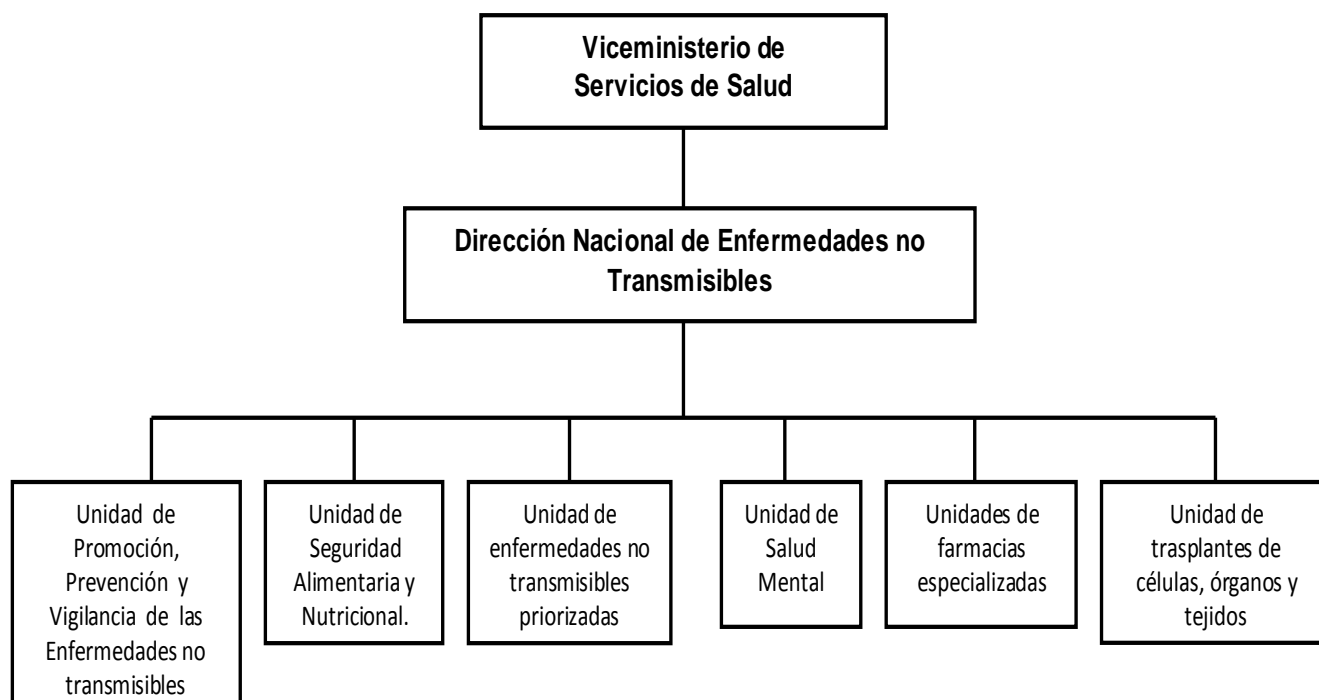 Viceministerio de
Servicios de Salud
Dirección Nacional de Enfermedades no
Transmisibles
Unidad de
Promoción,
Prevención y
Vigilancia de las
Enfermedades no
transmisibles
Unidad de
Seguridad
Alimentaria y
Nutricional.
Unidad de
enfermedades no
transmisibles
priorizadas
Unidad de
Salud
Mental
Unidades de
farmacias
especializadas
Unidad de
trasplantes de
células, órganos y
tejidos